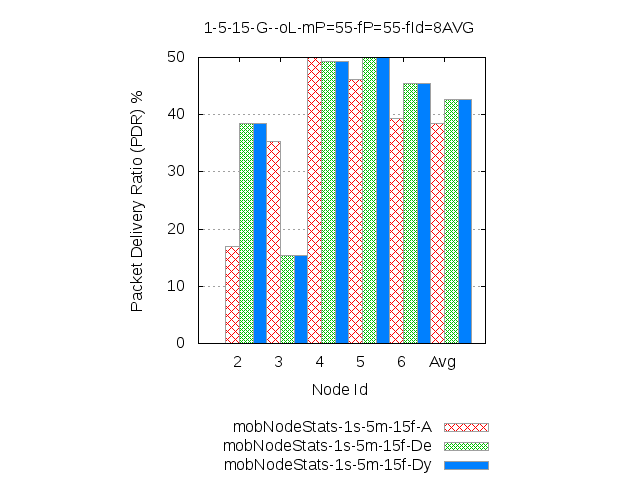 1-5-15-G--oL-mP=55-fP=55-fId=8AVG
Packet Delivery Ratio (PDR) %
50
40
30
20
10
0
2 3 4 5 6 Avg
Node Id
mobNodeStats-1s-5m-15f-A
mobNodeStats-1s-5m-15f-De
mobNodeStats-1s-5m-15f-Dy